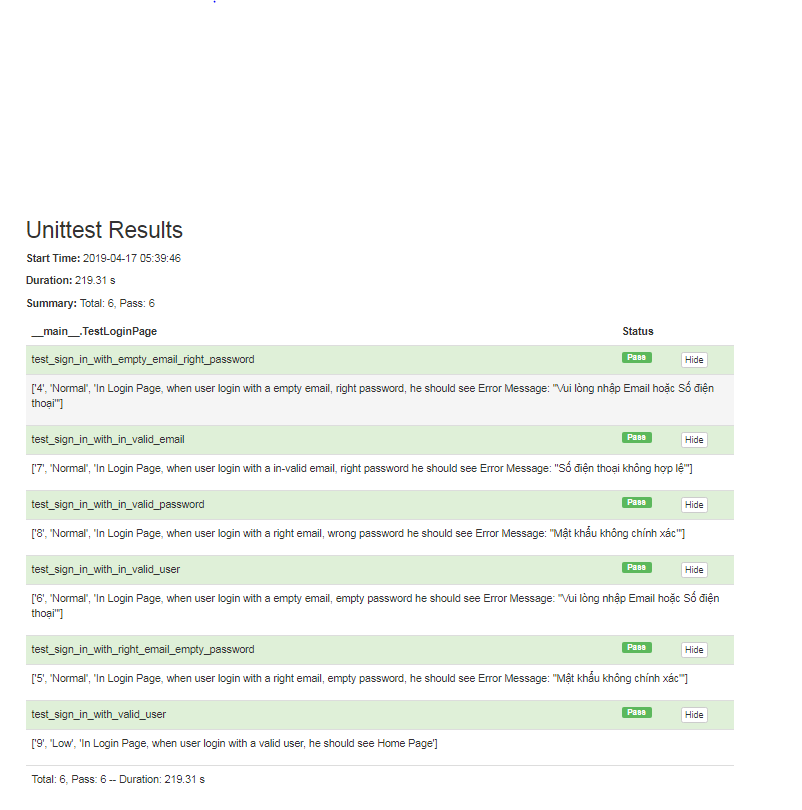 Unittest Results
Start Time: 2019-04-17 05:39:46
Duration: 219.31 s
Summary: Total: 6, Pass: 6
__main__.TestLoginPage Status
test_sign_in_with_empty_email_right_password Pass Hide
['4', 'Normal', 'In Login Page, when user login with a empty email, right password, he should see Error Message: "Vui lòng nhập Email hoặc Số điện
thoại"']
test_sign_in_with_in_valid_email Pass Hide
['7', 'Normal', 'In Login Page, when user login with a in-valid email, right password he should see Error Message: "Số điện thoại không hợp lệ"']
test_sign_in_with_in_valid_password Pass Hide
['8', 'Normal', 'In Login Page, when user login with a right email, wrong password he should see Error Message: "Mật khẩu không chính xác"']
test_sign_in_with_in_valid_user Pass Hide
['6', 'Normal', 'In Login Page, when user login with a empty email, empty password he should see Error Message: "Vui lòng nhập Email hoặc Số điện
thoại"']
test_sign_in_with_right_email_empty_password Pass Hide
['5', 'Normal', 'In Login Page, when user login with a right email, empty password, he should see Error Message: "Mật khẩu không chính xác"']
test_sign_in_with_valid_user Pass Hide
['9', 'Low', 'In Login Page, when user login with a valid user, he should see Home Page']
Total: 6, Pass: 6 -- Duration: 219.31 s